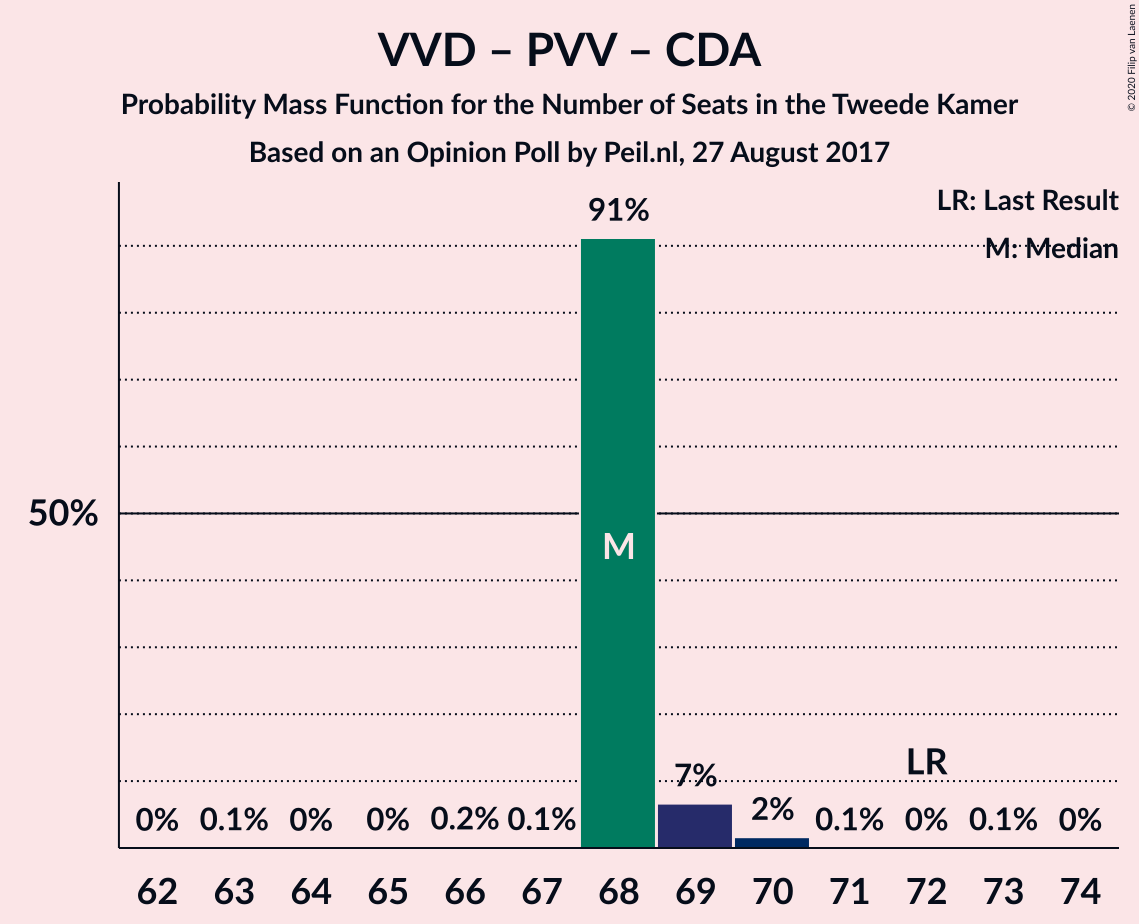 VVD – PVV – CDA
Probability Mass Function for the Number of Seats in the Tweede Kamer
Based on an Opinion Poll by Peil.nl, 27 August 2017
© 2020 Filip van Laenen
LR: Last Result
M: Median
91%
50%
M
LR
0% 0.1% 0% 0% 0.2% 0.1% 7% 2% 0.1% 0% 0.1% 0%
62 63 64 65 66 67 68 69 70 71 72 73 74